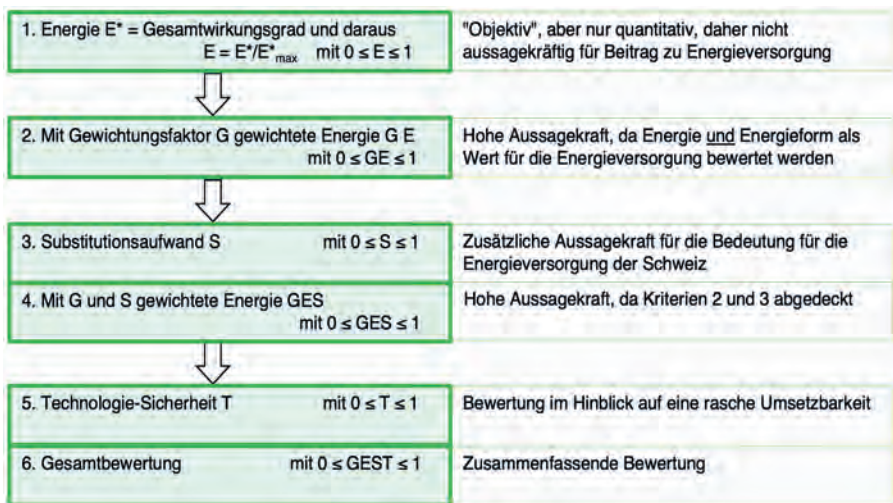 1. Energie E* = Gesamtwirkungsgrad und daraus
E = E*/E*max mit 0 ≤ E ≤ 1
"Objektiv", aber nur quantitativ, daher nicht
aussagekräftig für Beitrag zu Energieversorgung
2. Mit Gewichtungsfaktor G gewichtete Energie G E
mit 0 ≤ GE ≤ 1
Hohe Aussagekraft, da Energie und Energieform als
Wert für die Energieversorgung bewertet werden
3. Substitutionsaufwand S mit 0 ≤ S ≤ 1
Zusätzliche Aussagekraft für die Bedeutung für die
Energieversorgung der Schweiz
4. Mit G und S gewichtete Energie GES
mit 0 ≤ GES ≤ 1
Hohe Aussagekraft, da Kriterien 2 und 3 abgedeckt
5. Technologie-Sicherheit T mit 0 ≤ T ≤ 1
Bewertung im Hinblick auf eine rasche Umsetzbarkeit
6. Gesamtbewertung mit 0 ≤ GEST ≤ 1
Zusammenfassende Bewertung